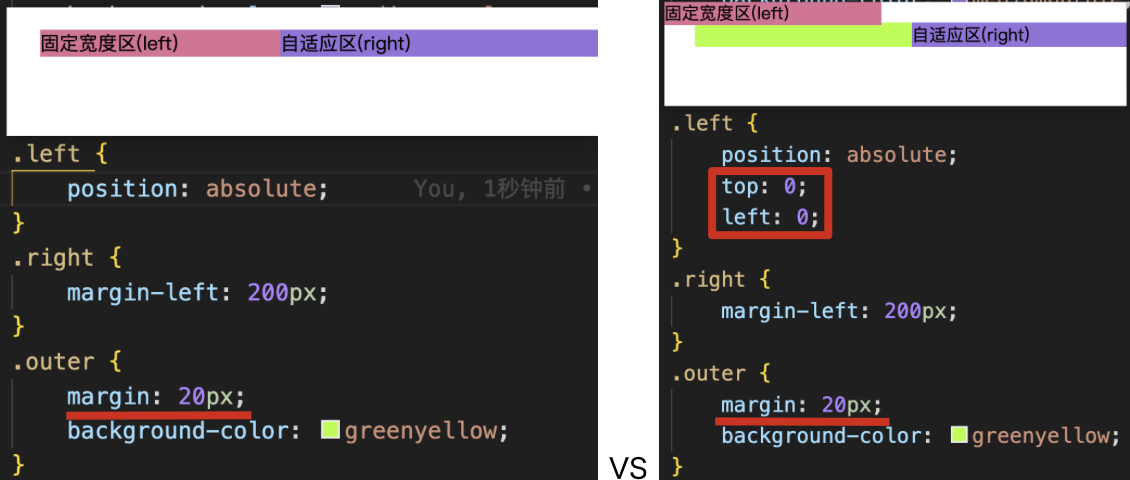 固定宽度区(left)
自适应区(right)
.left {
position: absolute;
You, 1秒钟前 •
}
.right {
margin-left: 200px;
}
.outer {
margin: 20px;
background-color: greenyellow;
}
VS
固定宽度区(left)
自适应区(right)
.left {
position: absolute;
top: 0;
left: 0;
}
.right {
margin-left: 200px;
}
.outer {
margin: 20px;
background-color: greenyellow;
}